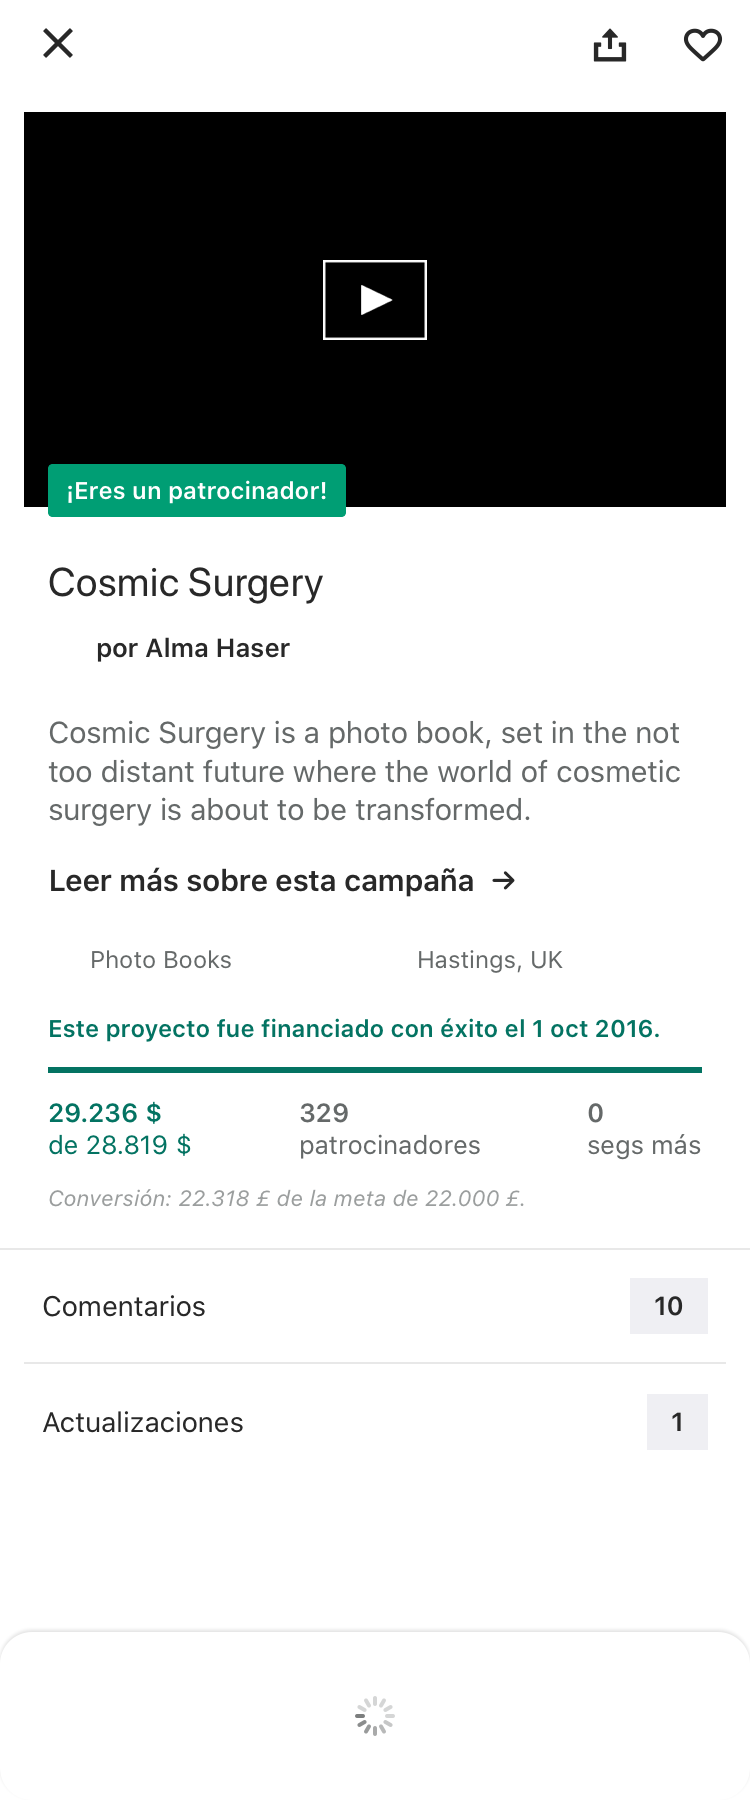 ¡Eres un patrocinador!
Cosmic Surgery
por Alma Haser
Cosmic Surgery is a photo book, set in the not
too distant future where the world of cosmetic
surgery is about to be transformed.
Leer más sobre esta campaña →
Photo Books
Hastings, UK
Este proyecto fue financiado con éxito el 1 oct 2016.
29.236 $
de 28.819 $
329
patrocinadores
0
segs más
Conversión: 22.318 £ de la meta de 22.000 £.
Comentarios
10
Actualizaciones
1